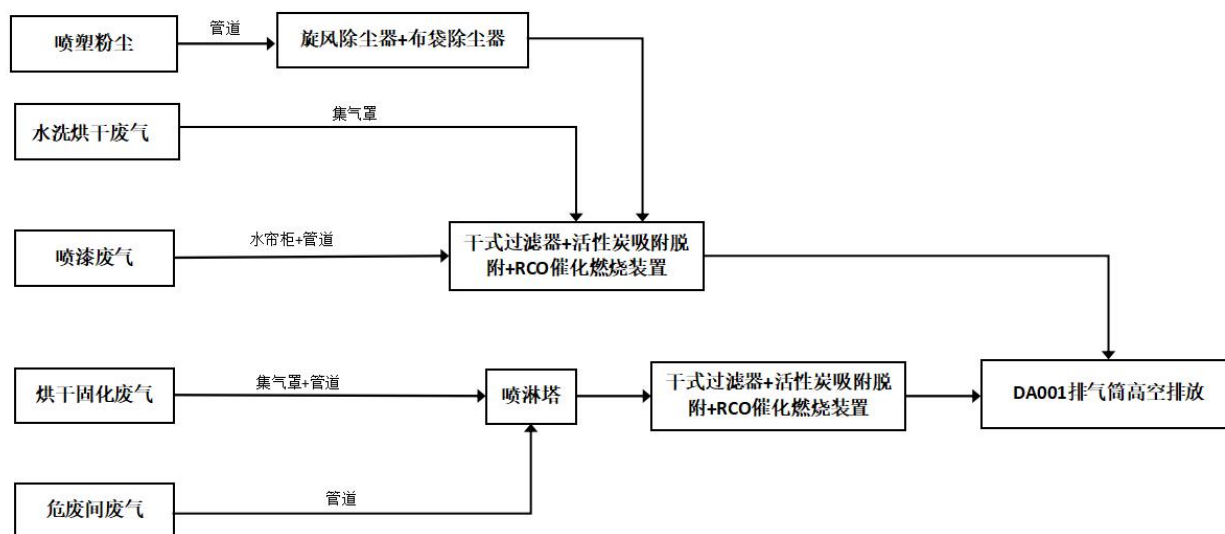 喷塑粉尘
管道
旋风除尘器+布袋除尘器
水洗烘干废气
集气罩
喷漆废气
水帘柜+管道
干式过滤器+活性炭吸附脱
附+RCO催化燃烧装置
烘干固化废气
集气罩+管道
喷淋塔
干式过滤器+活性炭吸附脱
附+RCO催化燃烧装置
DA001排气筒高空排放
危废间废气
管道